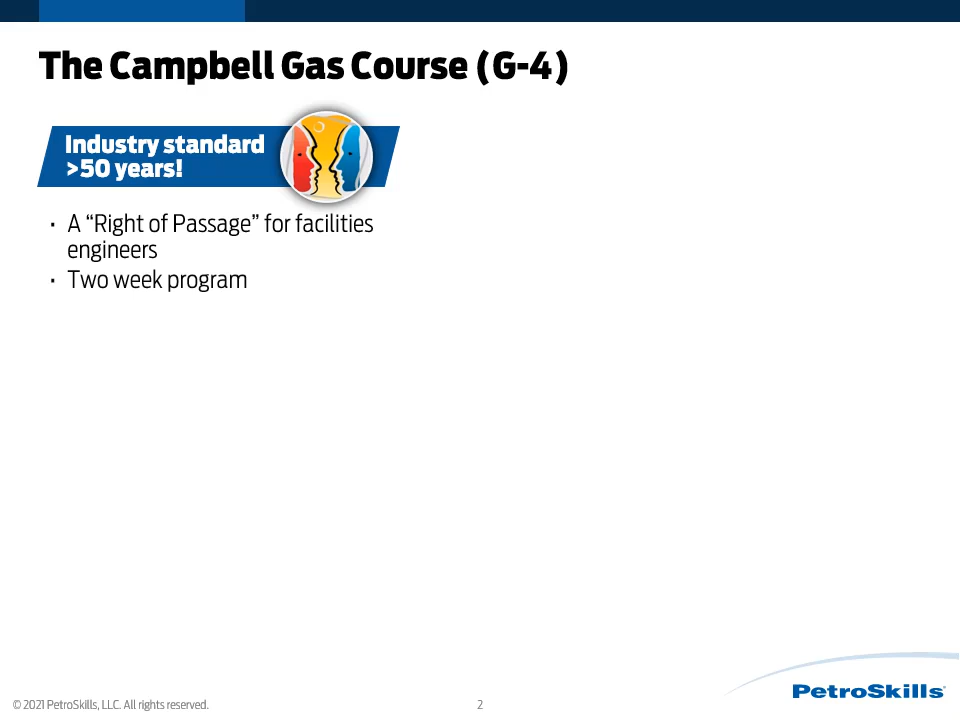 The Campbell Gas Course (G-4)
Industry standard
>50 years!
· A “Right of Passage” for facilities
engineers
· Two week program
© 2021 PetroSkills, LLC. All rights reserved.
2
PetroSkills®